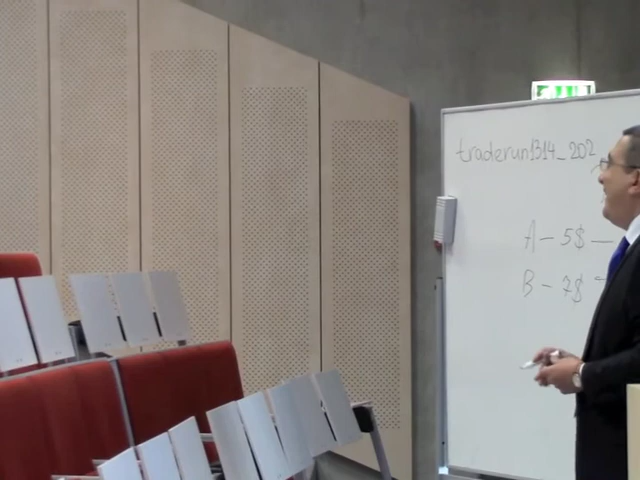 traderun1314_202
A – 5$ –
B – 7$ –